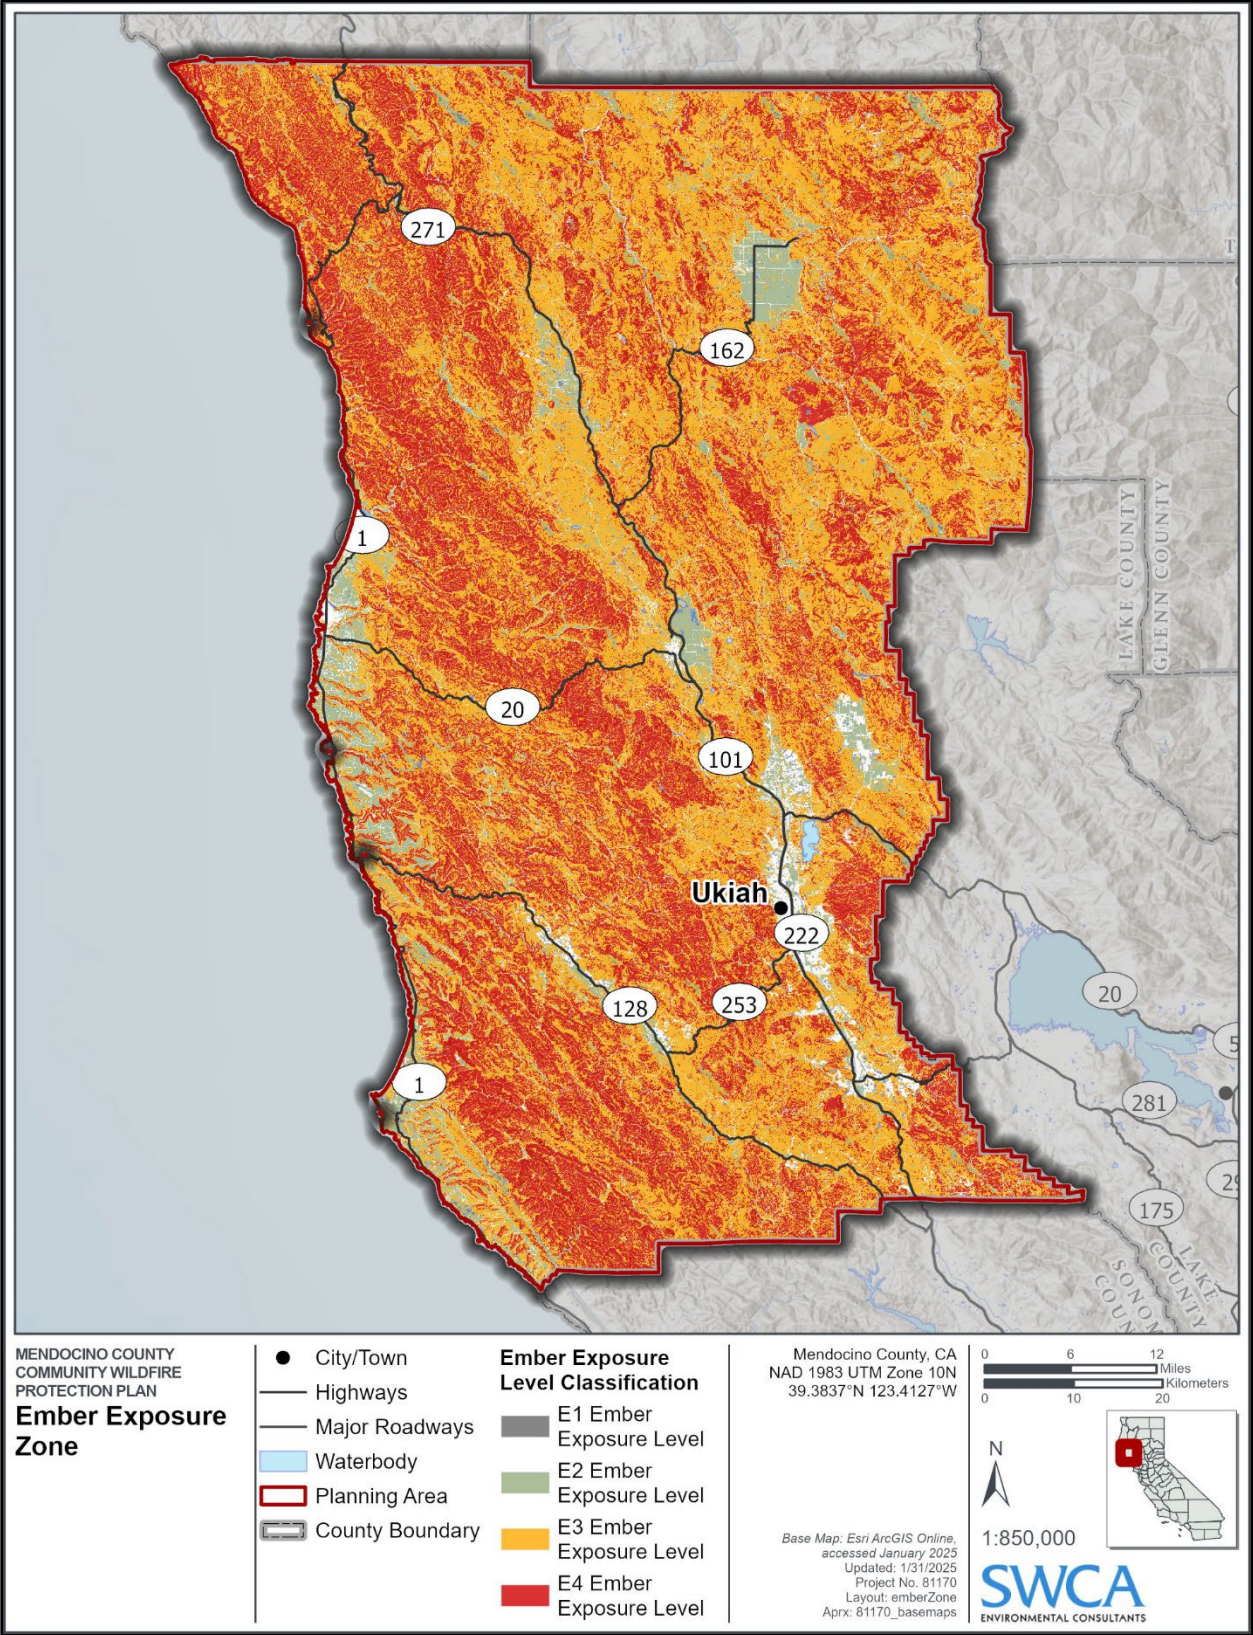 271
162
1
20
101
Ukiah
222
128
253
1
LAKE COUNTY
GLENN COUNTY
20
281
175
LAKE
COUNTY
MENDOCINO COUNTY
COMMUNITY WILDFIRE
PROTECTION PLAN
Ember Exposure
Zone
City/Town
Highways
Major Roadways
Waterbody
Planning Area
County Boundary
Ember Exposure
Level Classification
E1 Ember
Exposure Level
E2 Ember
Exposure Level
E3 Ember
Exposure Level
E4 Ember
Exposure Level
Mendocino County, CA
NAD 1983 UTM Zone 10N
39.3837°N 123.4127°W
Base Map: Esri ArcGIS Online,
accessed January 2025
Updated: 1/31/2025
Project No. 81170
Layout: emberZone
Aprx: 81170_basemaps
0 6 12
Miles
Kilometers
0 10 20
N
1:850,000
SWCA
ENVIRONMENTAL CONSULTANTS